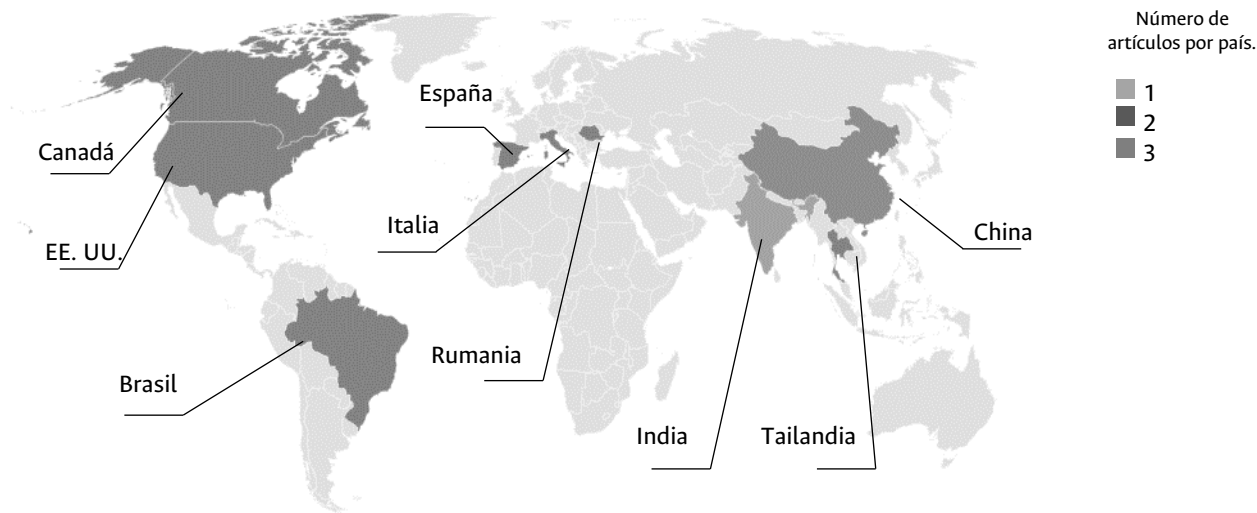 Número de
artículos por país.
1
2
3
España
Canadá
Italia
China
EE. UU.
Rumania
Brasil
India
Tailandia